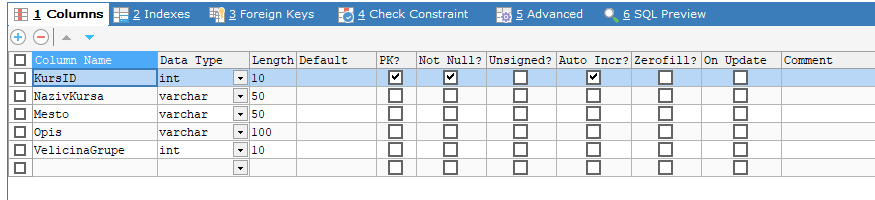 1 Columns 2 Indexes 3 Foreign Keys 4 Check Constraint 5 Advanced 6 SQL Preview
Column Name Data Type Length Default PK? Not Null? Unsigned? Auto Incr? Zerofill? On Update Comment
KursID int 10
NazivKursa varchar 50
Mesto varchar 50
Opis varchar 100
VelicinaGrupe int 10